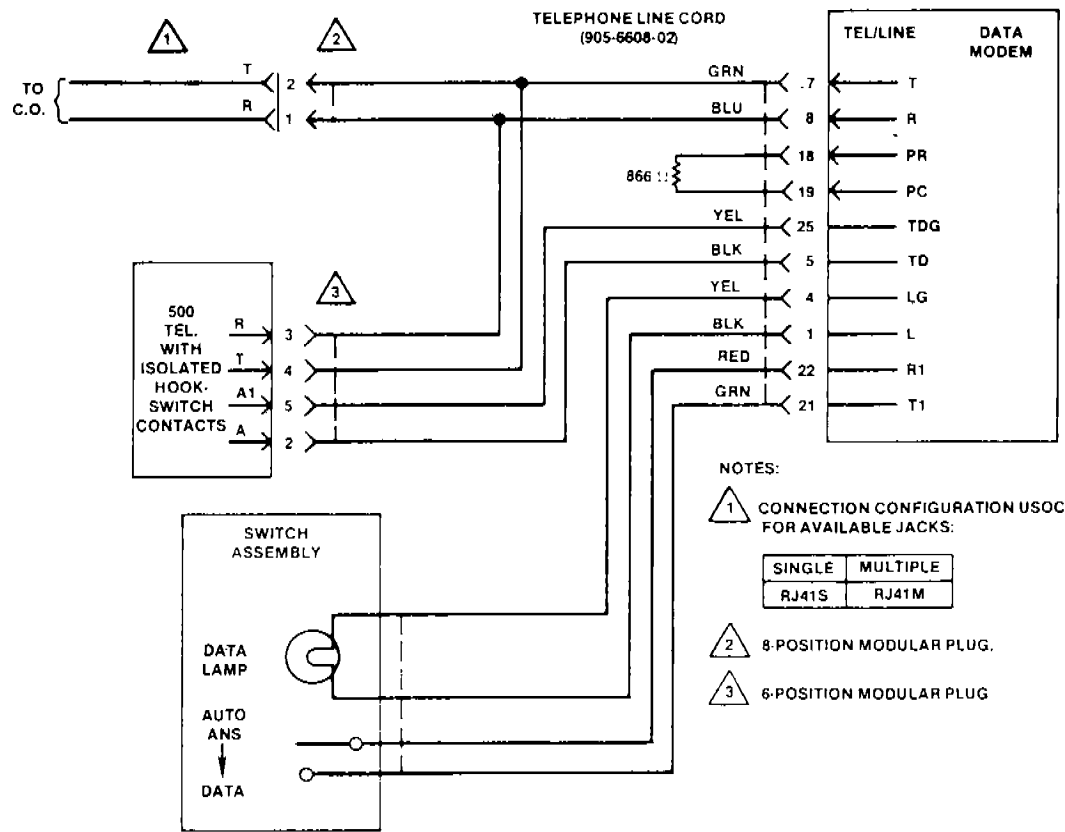 1
2
TELEPHONE LINE CORD
(905-6608-02)
TEL/LINE
DATA
MODEM
TO
C.O.
T
2
GRN
.7
T
R
1
BLU
8
R
18
PR
866 Ω
19
PC
YEL
25
TDG
BLK
5
TD
3
YEL
4
LG
BLK
1
L
RED
22
R1
GRN
21
T1
500
TEL.
WITH
ISOLATED
HOOK-
SWITCH
CONTACTS
R
3
T
4
A1
5
A
2
SWITCH
ASSEMBLY
DATA
LAMP
AUTO
ANS
DATA
NOTES:
1 CONNECTION CONFIGURATION USOC
FOR AVAILABLE JACKS:
SINGLE MULTIPLE
RJ41S RJ41M
2 8-POSITION MODULAR PLUG.
3 6-POSITION MODULAR PLUG